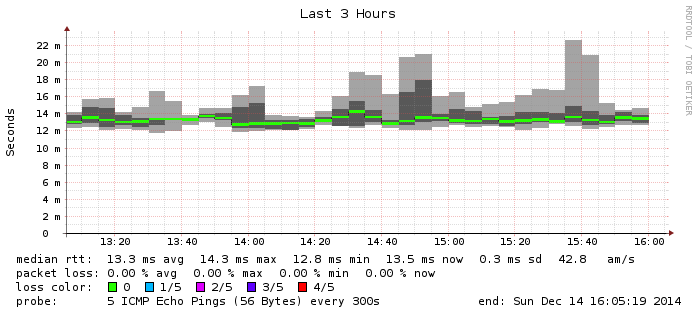 Last 3 Hours
RRDTOOL / TOBI OETIKER
Seconds
22 m
20 m
18 m
16 m
14 m
12 m
10 m
8 m
6 m
4 m
2 m
0
13:20 13:40 14:00 14:20 14:40 15:00 15:20 15:40 16:00
median rtt: 13.3 ms avg 14.3 ms max 12.8 ms min 13.5 ms now 0.3 ms sd 42.8 am/s
packet loss: 0.00 % avg 0.00 % max 0.00 % min 0.00 % now
loss color: 0 1/5 2/5 3/5 4/5
probe: 5 ICMP Echo Pings (56 Bytes) every 300s end: Sun Dec 14 16:05:19 2014